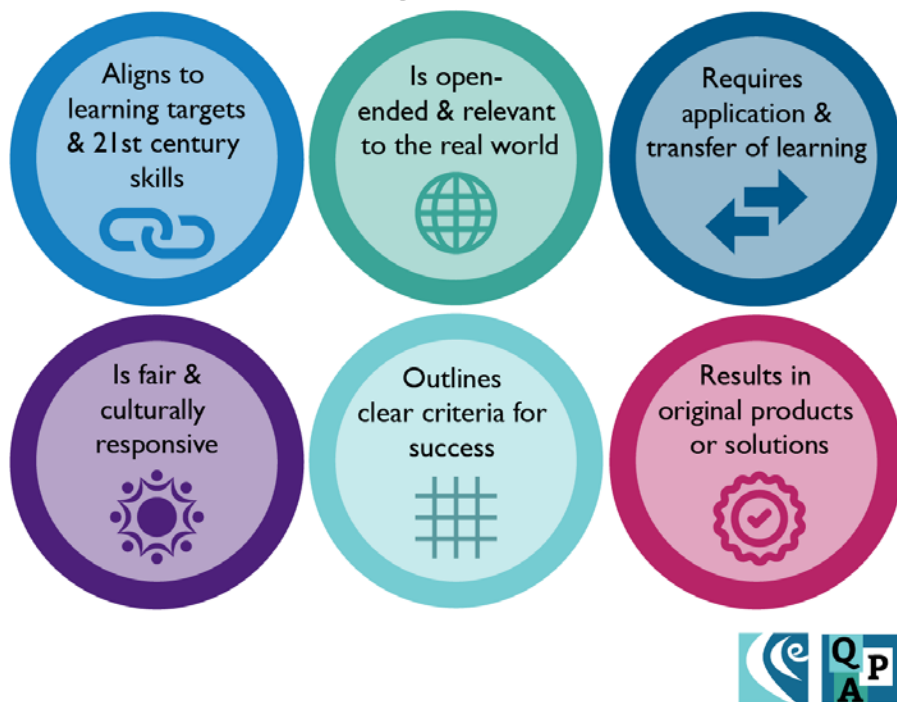 Aligns to
learning targets
& 21st century
skills
Is open-
ended & relevant
to the real world
Requires
application &
transfer of learning
Is fair &
culturally
responsive
Outlines
clear criteria for
success
Results in
original products
or solutions
e
Q
P
A